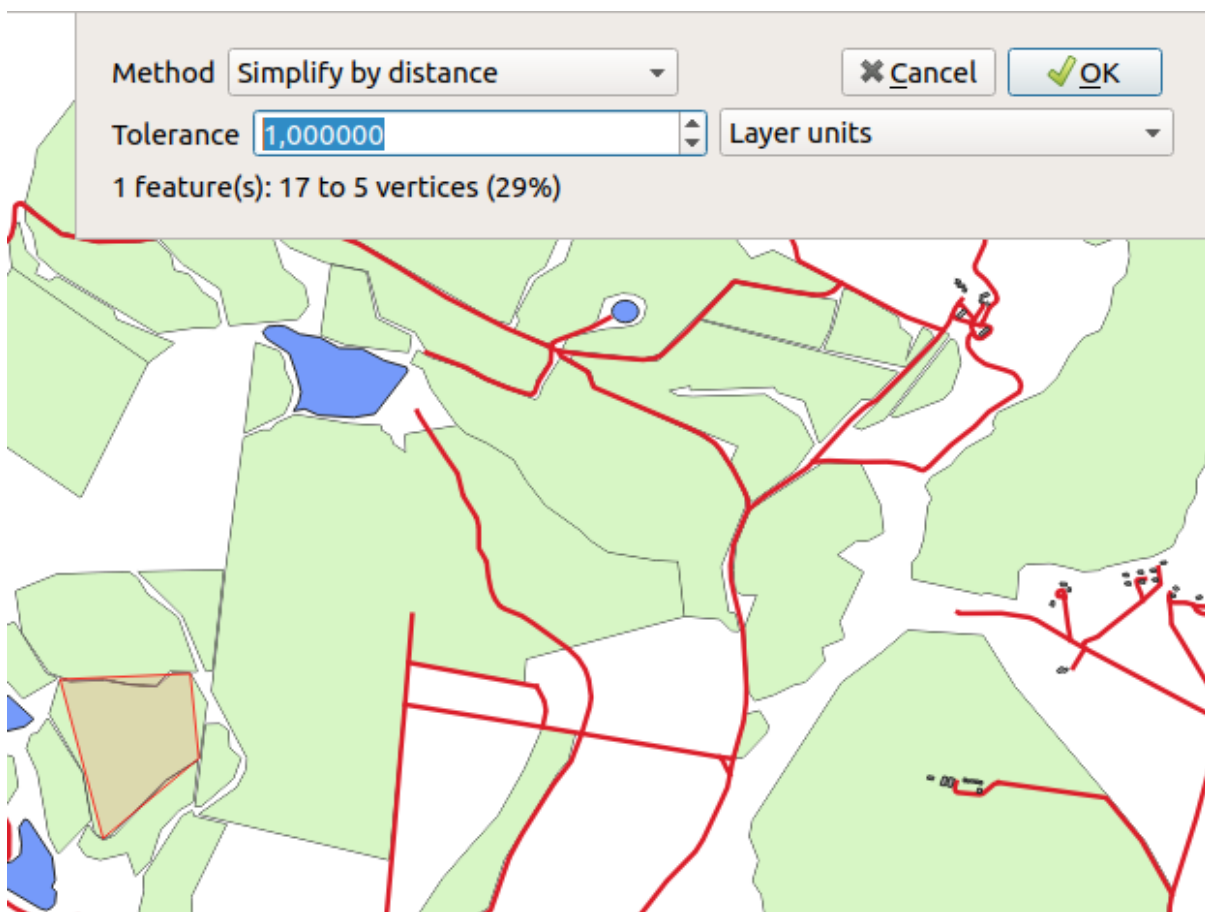 Method Simplify by distance Cancel OK
Tolerance 1,000000 Layer units
1 feature(s): 17 to 5 vertices (29%)